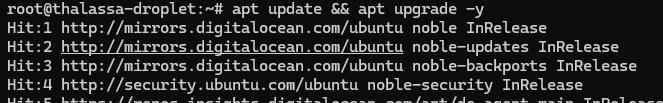 root@thalassa-droplet:~# apt update && apt upgrade -y
Hit:1 http://mirrors.digitalocean.com/ubuntu noble InRelease
Hit:2 http://mirrors.digitalocean.com/ubuntu noble-updates InRelease
Hit:3 http://mirrors.digitalocean.com/ubuntu noble-backports InRelease
Hit:4 http://security.ubuntu.com/ubuntu noble-security InRelease
Hit:5 https://repos.insights.digitalocean.com/apt/do-agent main InRelease